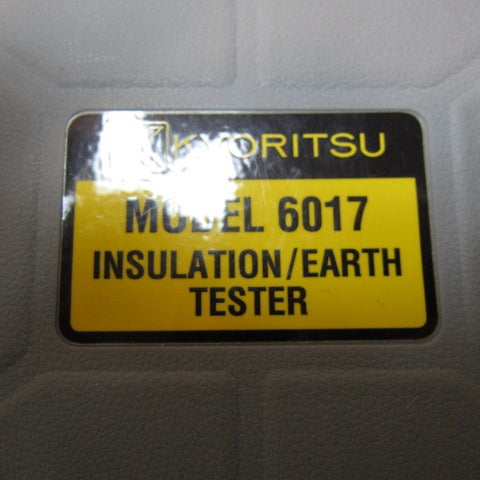 KYORITSU
MODEL 6017
INSULATION/EARTH
TESTER